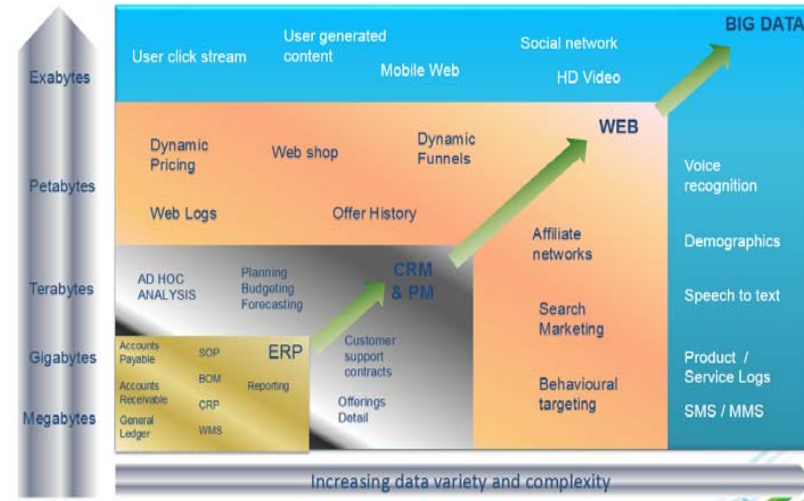 BIG DATA
User click stream
User generated
content
Mobile Web
Social network
HD Video
Exabytes
Petabytes
Terabytes
Gigabytes
Megabytes
WEB
Dynamic
Pricing
Web shop
Dynamic
Funnels
Web Logs
Offer History
Affiliate
networks
Search
Marketing
Behavioural
targeting
Voice
recognition
Demographics
Speech to text
Product /
Service Logs
SMS / MMS
CRM
& PM
AD HOC
ANALYSIS
Planning
Budgeting
Forecasting
Customer
support
contracts
Offerings
Detail
ERP
Accounts
Payable
Accounts
Receivable
General
Ledger
SOP
BOM
CRP
WMS
Reporting
Increasing data variety and complexity